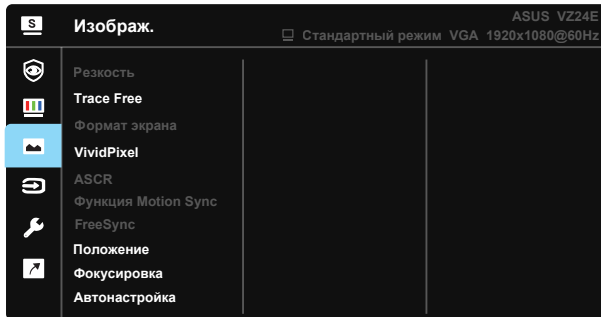 S
Изображ.
ASUS VZ24E
Стандартный режим VGA 1920x1080@60Hz
Резкость
Trace Free
Формат экрана
VividPixel
ASCR
Функция Motion Sync
FreeSync
Положение
Фокусировка
Автонастройка